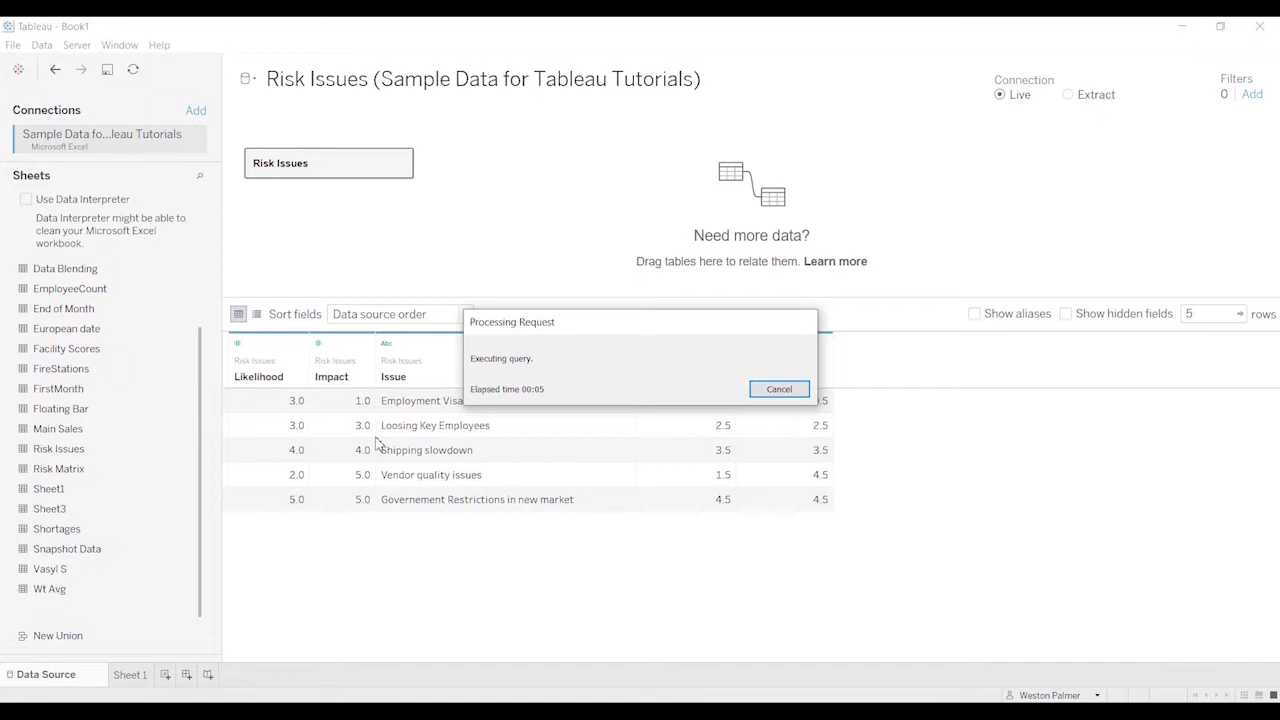 Tableau - Book1
File Data Server Window Help
Connections Add
Sample Data fo...leau Tutorials
Microsoft Excel
Sheets
Use Data Interpreter
Data Interpreter might be able to
clean your Microsoft Excel
workbook.
Data Blending
EmployeeCount
End of Month
European date
Facility Scores
FireStations
FirstMonth
Floating Bar
Main Sales
Risk Issues
Risk Matrix
Sheet1
Sheet3
Shortages
Snapshot Data
Vasyl S
Wt Avg
New Union
Risk Issues (Sample Data for Tableau Tutorials)
Connection
Live Extract
Filters
0 Add
Risk Issues
Need more data?
Drag tables here to relate them. Learn more
Sort fields Data source order
Show aliases Show hidden fields 5 rows
Processing Request
Executing query.
Elapsed time 00:05
Cancel
# # Abc
Risk Issues Risk Issues Risk Issues
Likelihood Impact Issue
3.0 1.0 Employment Visa
3.0 3.0 Loosing Key Employees 2.5 2.5
4.0 4.0 Shipping slowdown 3.5 3.5
2.0 5.0 Vendor quality issues 1.5 4.5
5.0 5.0 Governement Restrictions in new market 4.5 4.5
Data Source Sheet 1
Weston Palmer